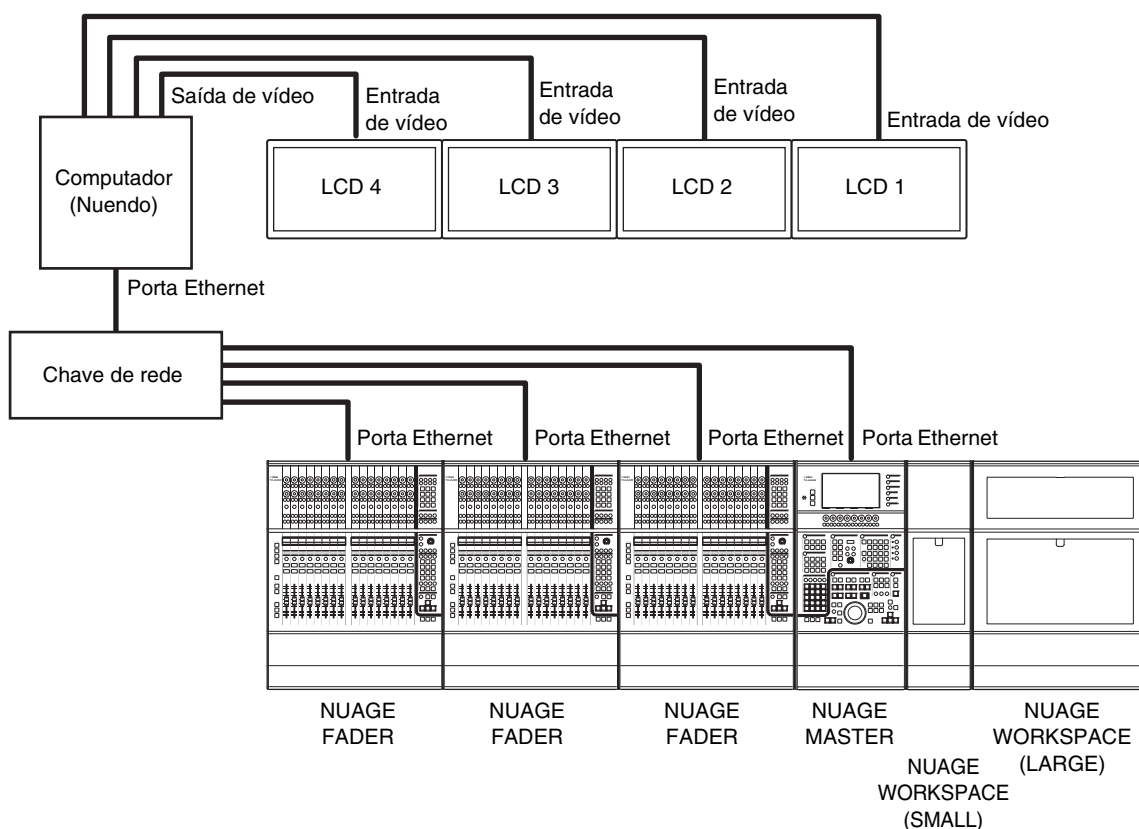 Saída de vídeo
Entrada
de vídeo
Entrada
de vídeo
Entrada
de vídeo
Entrada de vídeo
Computador
(Nuendo)
LCD 4
LCD 3
LCD 2
LCD 1
Porta Ethernet
Chave de rede
Porta Ethernet
Porta Ethernet
Porta Ethernet
Porta Ethernet
NUAGE
FADER
NUAGE
FADER
NUAGE
FADER
NUAGE
MASTER
NUAGE
WORKSPACE
(SMALL)
NUAGE
WORKSPACE
(LARGE)